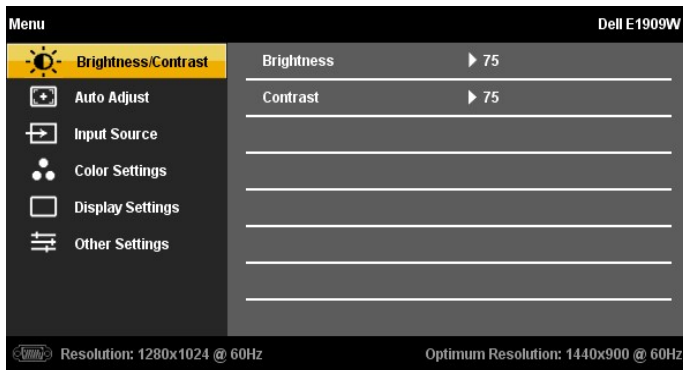 Menu Dell E1909W
Brightness/Contrast Brightness 75
Auto Adjust Contrast 75
Input Source
Color Settings
Display Settings
Other Settings
Resolution: 1280x1024 @ 60Hz Optimum Resolution: 1440x900 @ 60Hz